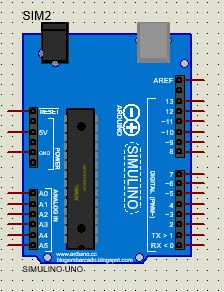 SIM2
AREF
RESET
5V
GND
POWER
13
12
~11
~10
~9
8
ARDUINO
SIMULINO
ANALOG IN
A0
A1
A2
A3
A4
A5
ATMEL
DIGITAL (PWM~)
7
~6
~5
4
~3
2
TX > 1
RX < 0
www.arduino.cc
blogembarcado.blogspot.com
SIMULINO UNO